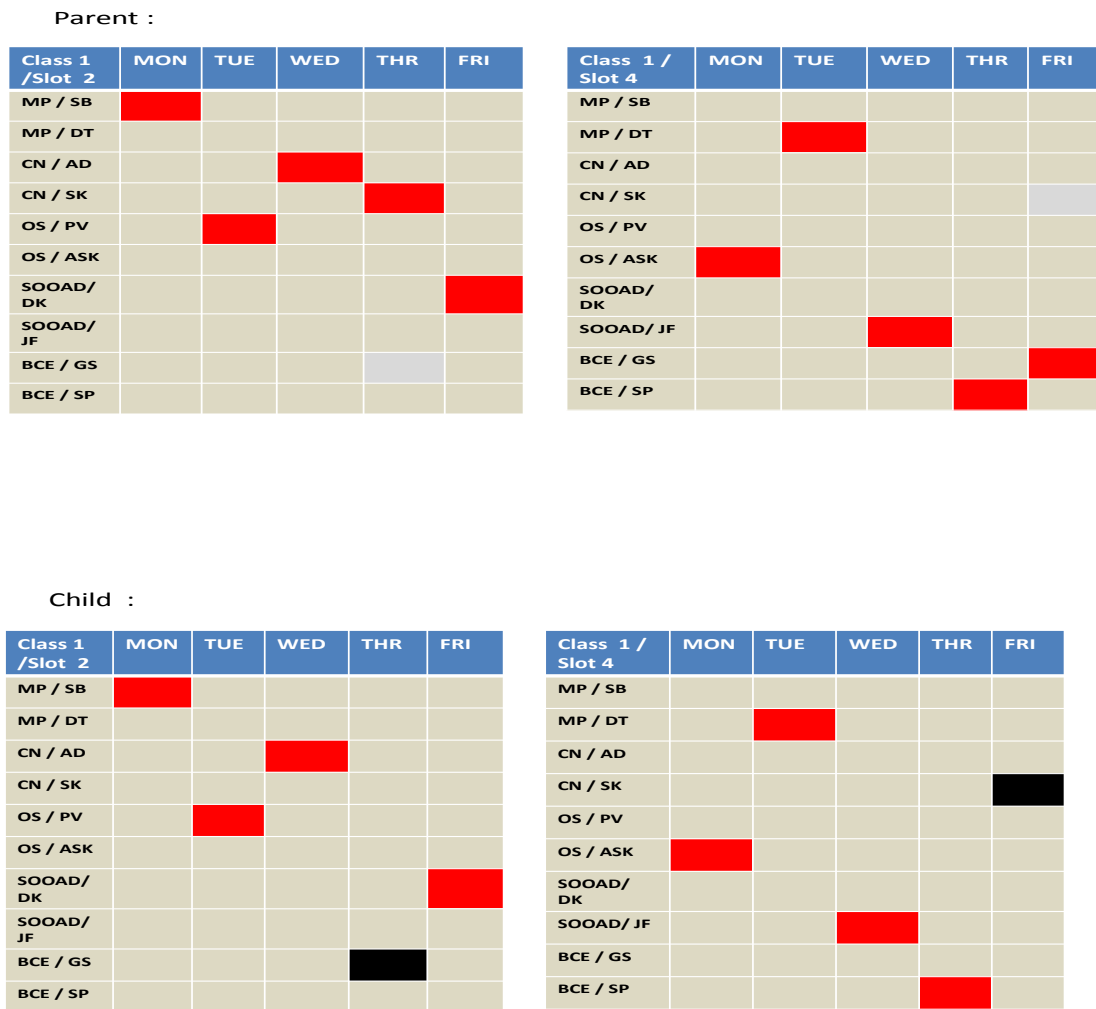 Parent :
Class 1 MON TUE WED THR FRI
/Slot 2
MP / SB
MP / DT
CN / AD
CN / SK
OS / PV
OS / ASK
SOOAD/
DK
SOOAD/
JF
BCE / GS
BCE / SP
Class 1 / MON TUE WED THR FRI
Slot 4
MP / SB
MP / DT
CN / AD
CN / SK
OS / PV
OS / ASK
SOOAD/
DK
SOOAD/ JF
BCE / GS
BCE / SP
Child :
Class 1 MON TUE WED THR FRI
/Slot 2
MP / SB
MP / DT
CN / AD
CN / SK
OS / PV
OS / ASK
SOOAD/
DK
SOOAD/
JF
BCE / GS
BCE / SP
Class 1 / MON TUE WED THR FRI
Slot 4
MP / SB
MP / DT
CN / AD
CN / SK
OS / PV
OS / ASK
SOOAD/
DK
SOOAD/ JF
BCE / GS
BCE / SP